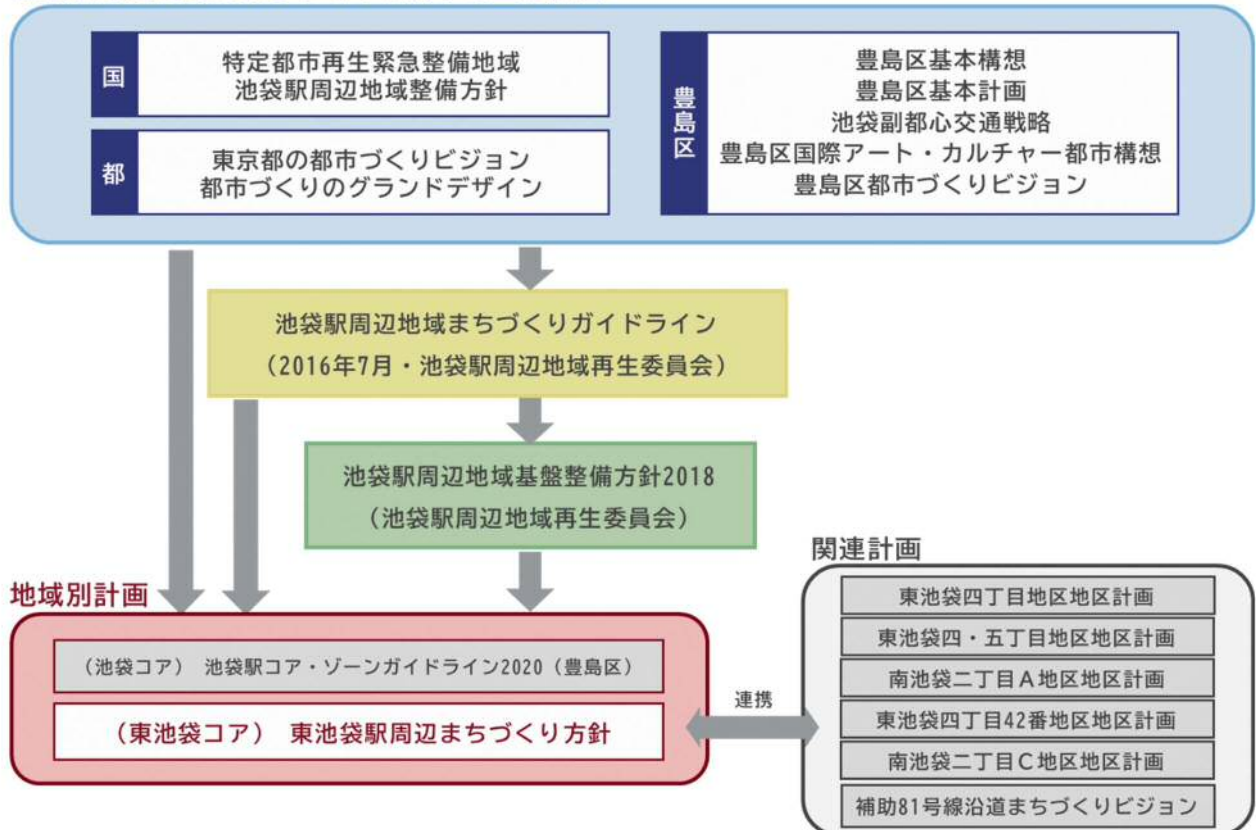 国
特定都市再生緊急整備地域
池袋駅周辺地域整備方針
都
東京都の都市づくりビジョン
都市づくりのグランドデザイン
豊島区
豊島区基本構想
豊島区基本計画
池袋副都心交通戦略
豊島区国際アート・カルチャー都市構想
豊島区都市づくりビジョン
池袋駅周辺地域まちづくりガイドライン
（2016年7月・池袋駅周辺地域再生委員会）
池袋駅周辺地域基盤整備方針2018
（池袋駅周辺地域再生委員会）
地域別計画
（池袋コア） 池袋駅コア・ゾーンガイドライン2020（豊島区）
（東池袋コア） 東池袋駅周辺まちづくり方針
連携
関連計画
東池袋四丁目地区地区計画
東池袋四・五丁目地区地区計画
南池袋二丁目A地区地区計画
東池袋四丁目42番地区地区計画
南池袋二丁目C地区地区計画
補助81号線沿道まちづくりビジョン